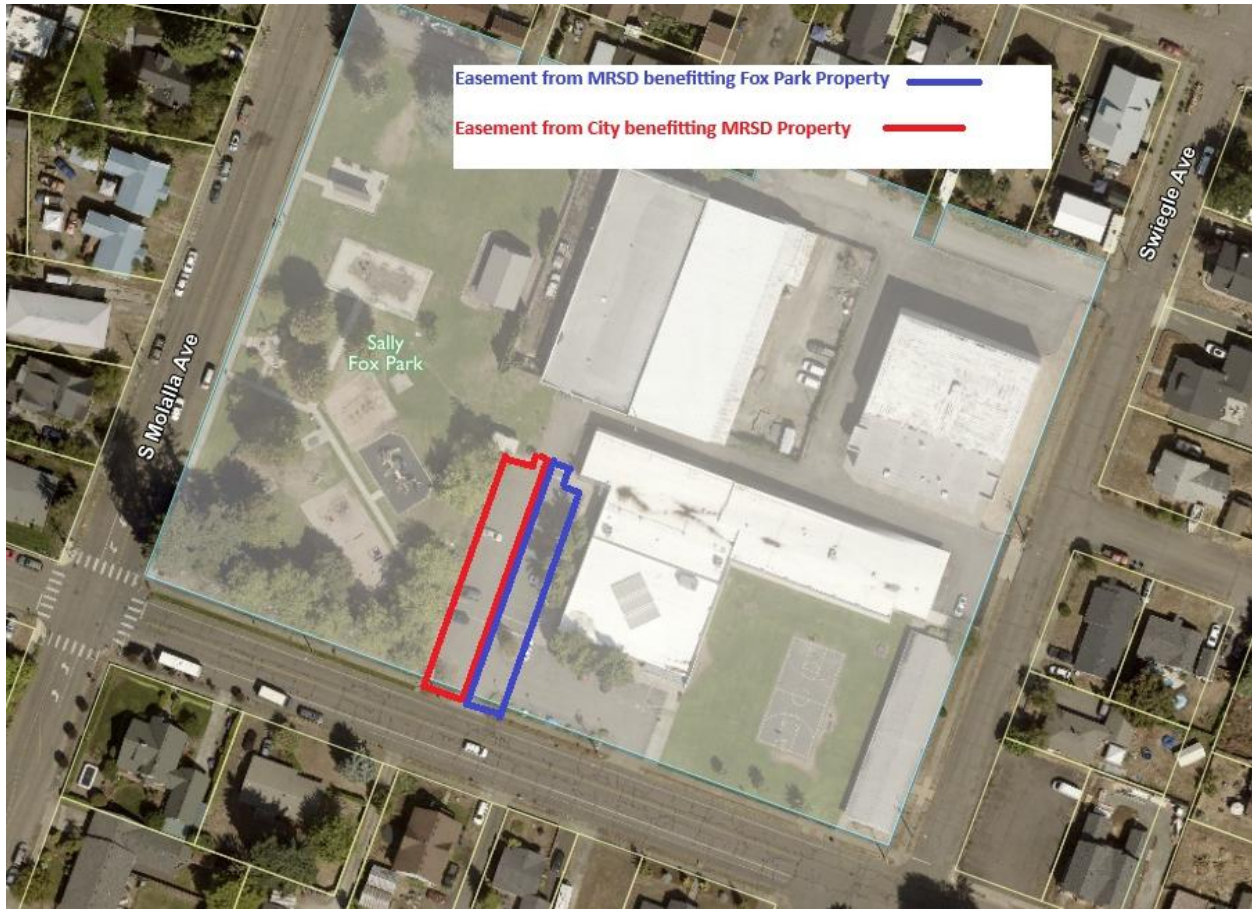 Easement from MRSD benefitting Fox Park Property
Easement from City benefitting MRSD Property
Swiegle Ave
Sally
Fox Park
S Molalla Ave